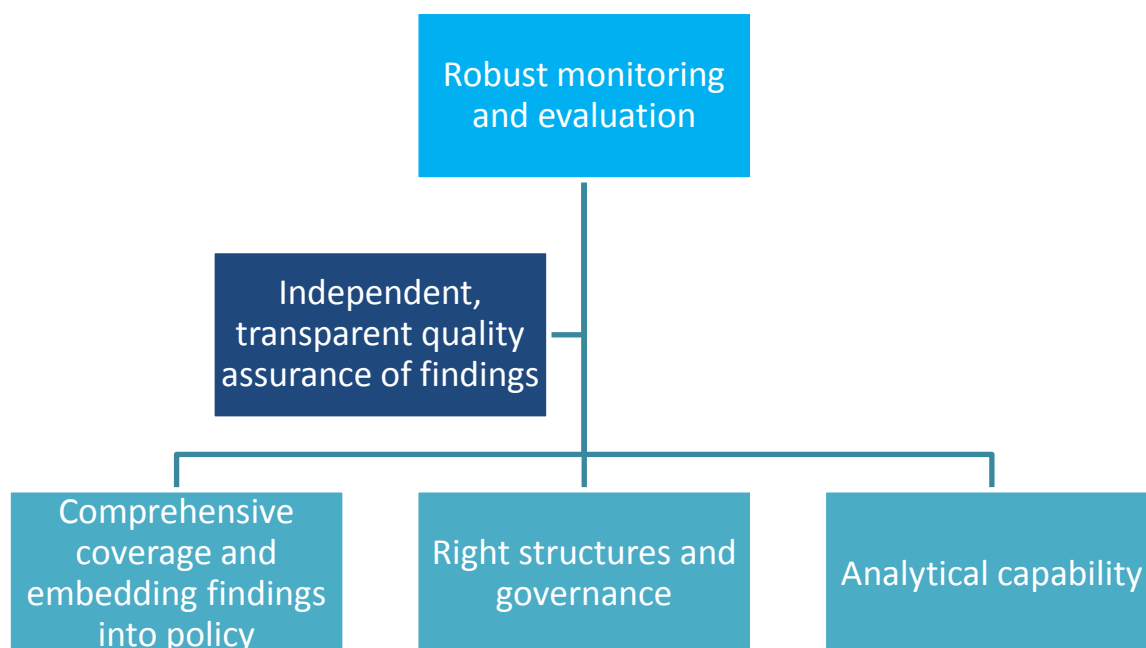 Robust monitoring
and evaluation
Independent,
transparent quality
assurance of findings
Comprehensive
coverage and
embedding findings
into policy
Right structures and
governance
Analytical capability